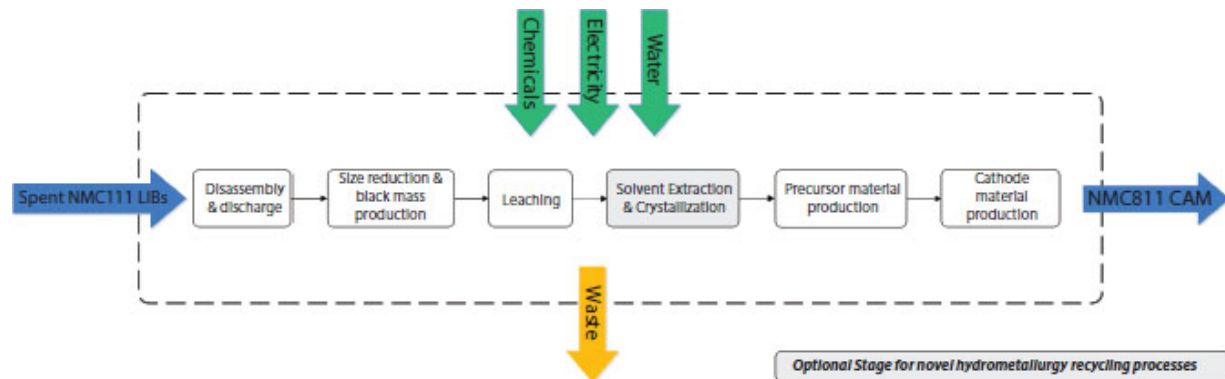 Chemicals
Electricity
Water
Spent NMC111 LIBs
Disassembly
& discharge
Size reduction &
black mass
production
Leaching
Solvent Extraction
& Crystallization
Precursor material
production
Cathode
material
production
NMC811 CAM
Waste
Optional Stage for novel hydrometallurgy recycling processes